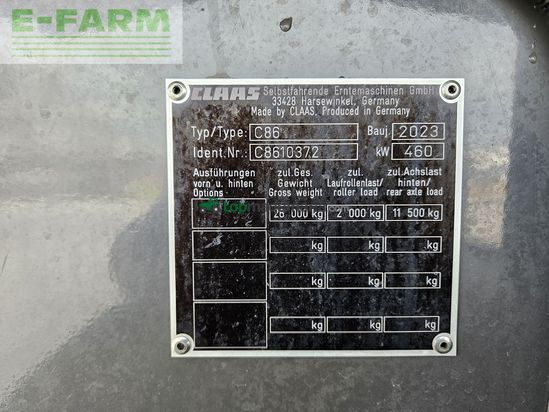 E-FARM
CLAAS Selbstfahrende Erntemaschinen GmbH
33428 Harsewinkel, Germany
Made by CLAAS, Produced in Germany
Typ/Type: C86 Bauj. 2023
Ident.Nr.: C8610372 kW 460
Ausführungen vorn u. hinten Options
zul.Ges. Gewicht Gross weight
zul. Laufrollenlast/ roller load
zul.Achslast hinten/ rear axle load
26 000 kg 2 000 kg 11 500 kg
kg kg kg
kg kg kg
kg kg kg